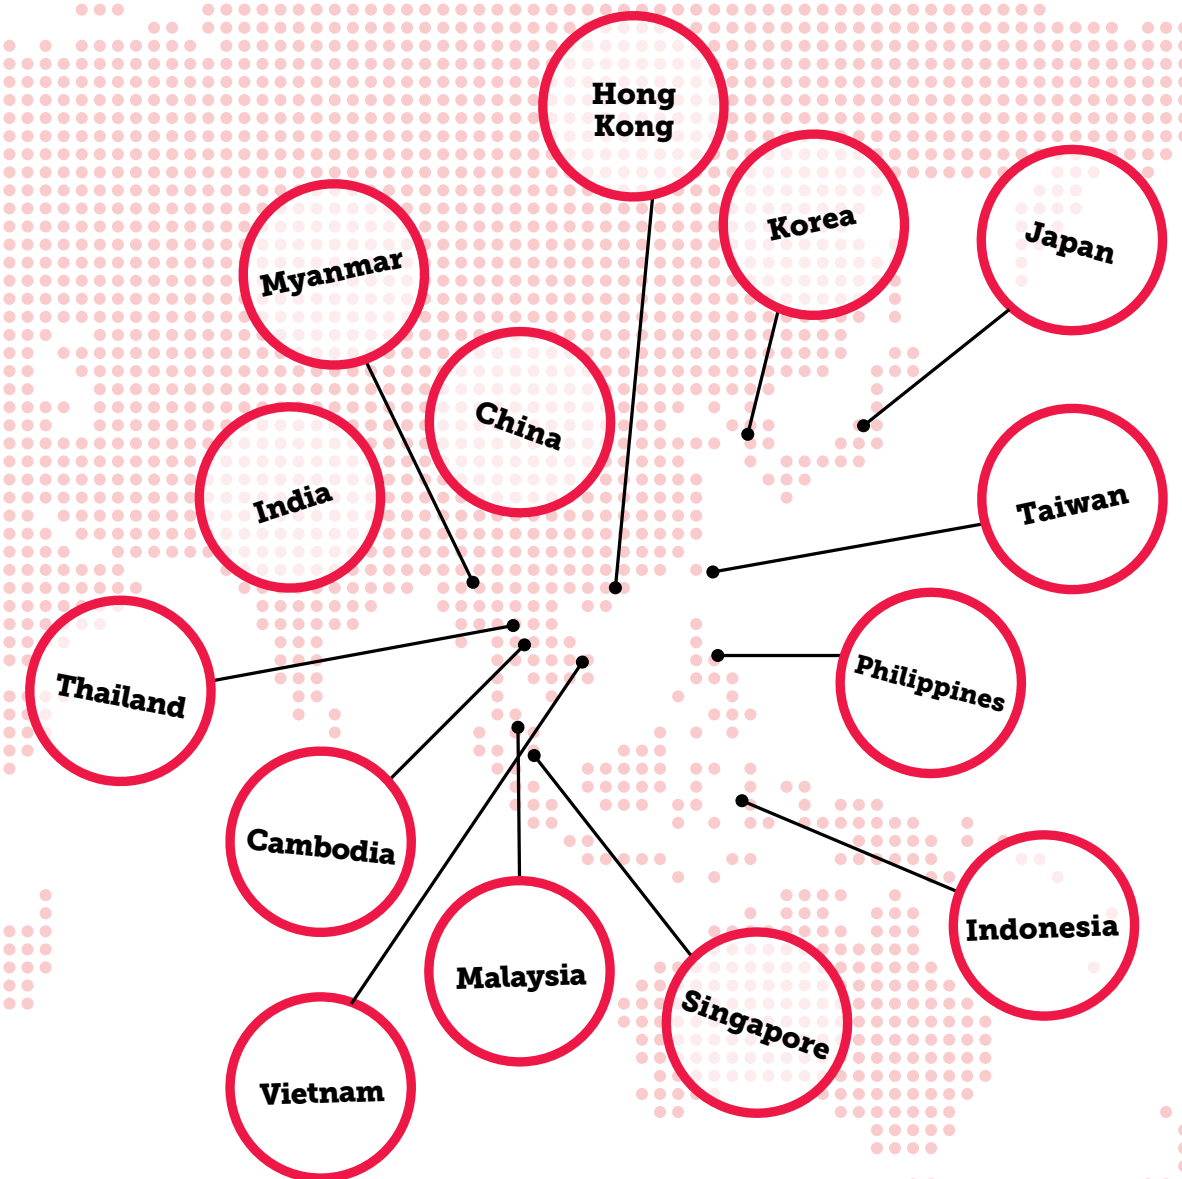 Hong
Kong
Korea
Japan
Myanmar
China
India
Taiwan
Thailand
Philippines
Cambodia
Indonesia
Malaysia
Singapore
Vietnam